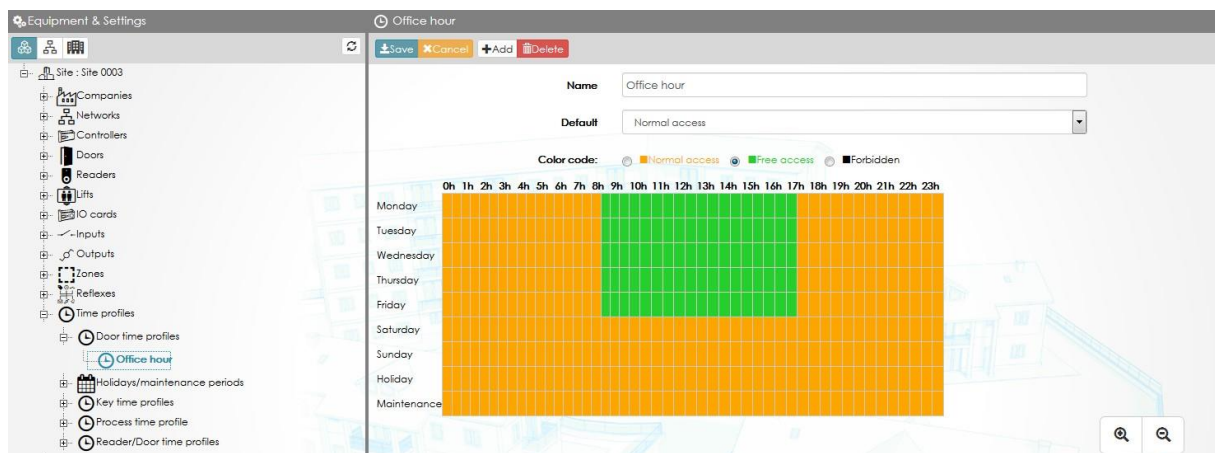 Equipment & Settings
Office hour
Save Cancel Add Delete
Site : Site 0003
Companies
Networks
Controllers
Doors
Readers
Lifts
IO cards
Inputs
Outputs
Zones
Reflexes
Time profiles
Door time profiles
Office hour
Holidays/maintenance periods
Key time profiles
Process time profile
Reader/Door time profiles
Name Office hour
Default Normal access
Color code: Normal access Free access Forbidden
0h 1h 2h 3h 4h 5h 6h 7h 8h 9h 10h 11h 12h 13h 14h 15h 16h 17h 18h 19h 20h 21h 22h 23h
Monday
Tuesday
Wednesday
Thursday
Friday
Saturday
Sunday
Holiday
Maintenance